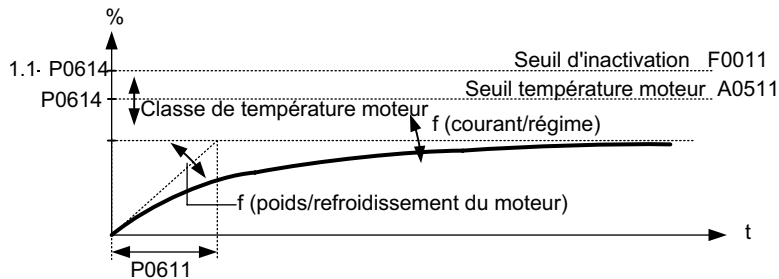 %
Seuil d'inactivation F0011
1.1- P0614
Seuil température moteur A0511
P0614
Classe de température moteur
f (courant/régime)
f (poids/refroidissement du moteur)
t
P0611